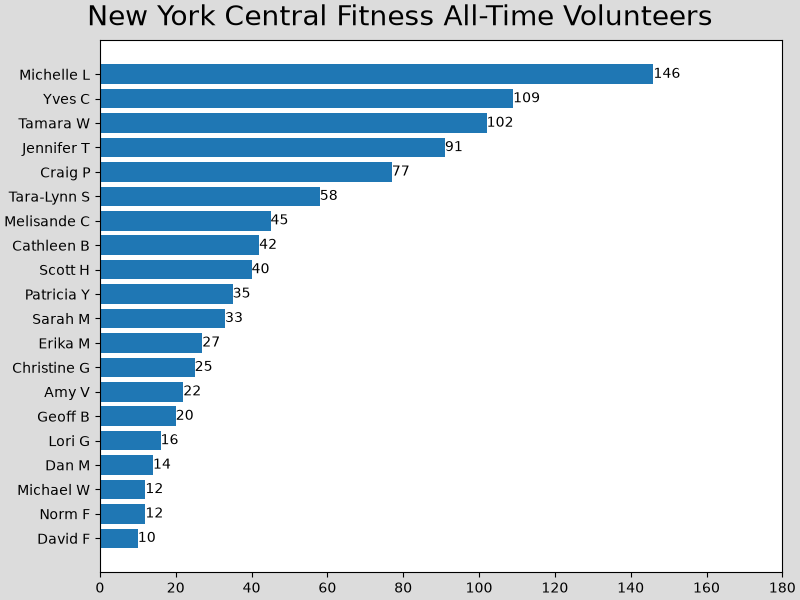 New York Central Fitness All-Time Volunteers
Michelle L 146
Yves C 109
Tamara W 102
Jennifer T 91
Craig P 77
Tara-Lynn S 58
Melisande C 45
Cathleen B 42
Scott H 40
Patricia Y 35
Sarah M 33
Erika M 27
Christine G 25
Amy V 22
Geoff B 20
Lori G 16
Dan M 14
Michael W 12
Norm F 12
David F 10
0 20 40 60 80 100 120 140 160 180